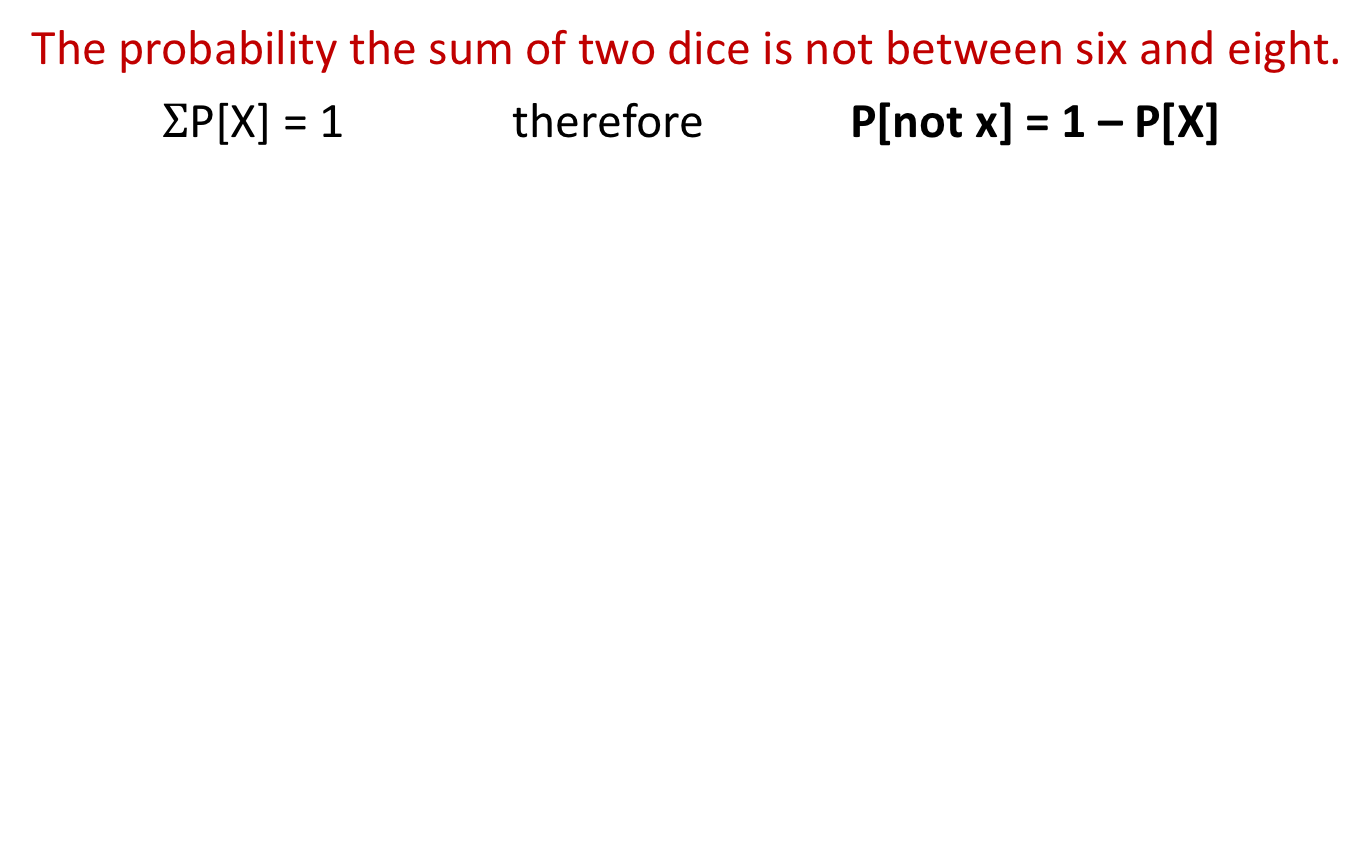 The probability the sum of two dice is not between six and eight.
ΣP[X] = 1 therefore P[not x] = 1 – P[X]